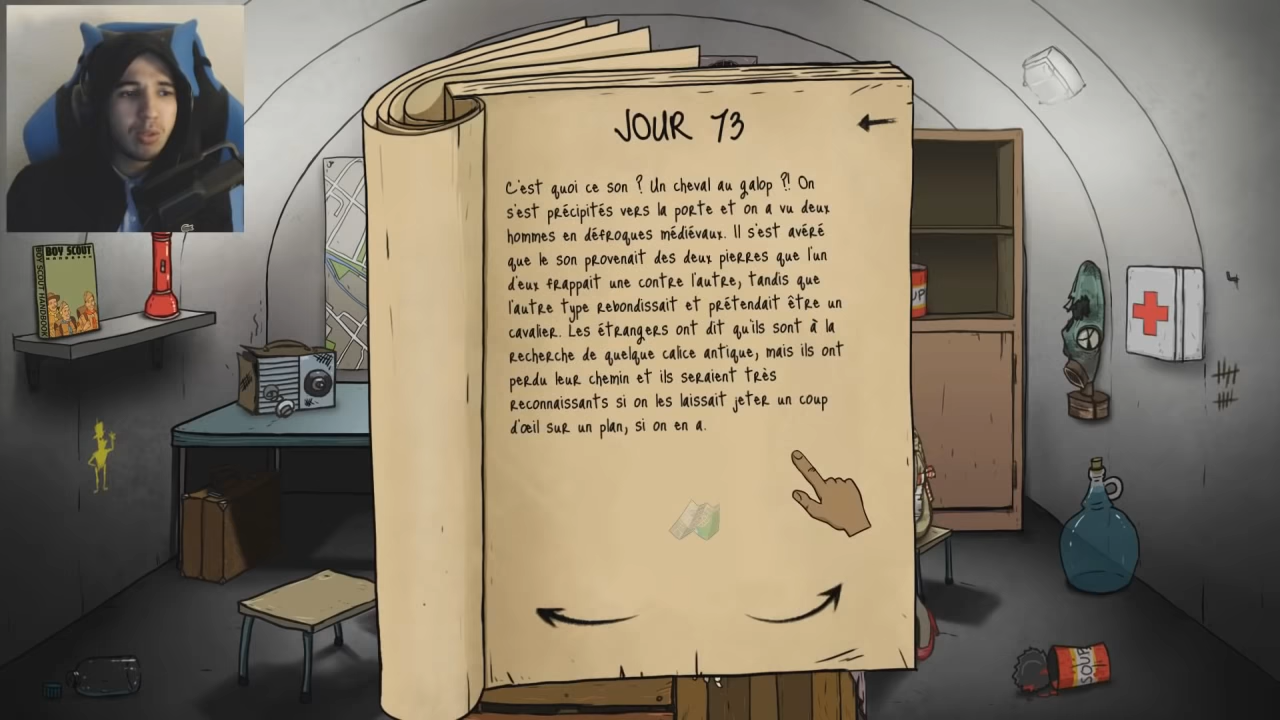 JOUR 73
C'est quoi ce son ? Un cheval au galop ?! On
s'est précipités vers la porte et on a vu deux
hommes en défroques médiévaux. Il s'est avéré
que le son provenait des deux pierres que l'un
d'eux frappait une contre l'autre, tandis que
l'autre type rebondissait et prétendait être un
cavalier. Les étrangers ont dit qu'ils sont à la
recherche de quelque calice antique, mais ils ont
perdu leur chemin et ils seraient très
reconnaissants si on les laissait jeter un coup
d'œil sur un plan, si on en a.
BOY SCOUT
BOY SCOUT HANDBOOK
UP
SOUP